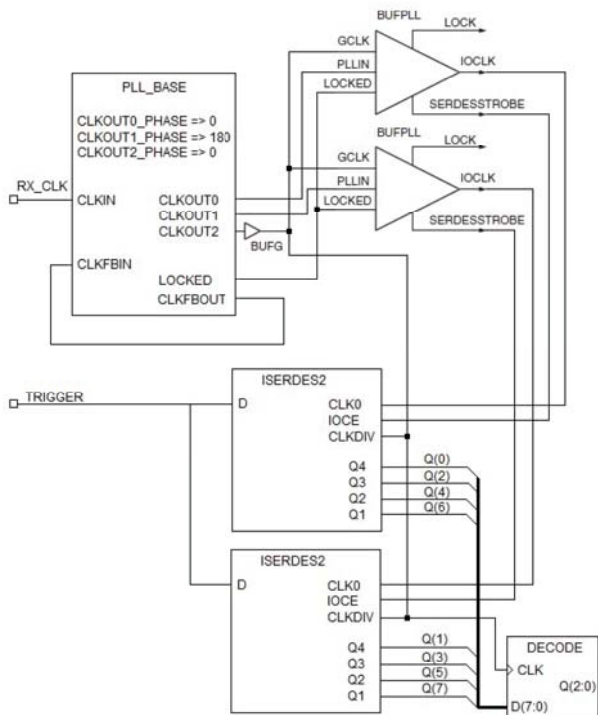 BUFPLL
LOCK
GCLK
IOCLK
PLLIN
LOCKED
SERDESSTROBE
PLL_BASE
CLKOUT0_PHASE => 0
CLKOUT1_PHASE => 180
CLKOUT2_PHASE => 0
BUFPLL
LOCK
GCLK
IOCLK
PLLIN
LOCKED
SERDESSTROBE
RX_CLK
CLKIN
CLKOUT0
CLKOUT1
CLKOUT2
BUFG
CLKFBIN
LOCKED
CLKFBOUT
TRIGGER
ISERDES2
D
CLK0
IOCE
CLKDIV
Q4 Q(0)
Q3 Q(2)
Q2 Q(4)
Q1 Q(6)
ISERDES2
D
CLK0
IOCE
CLKDIV
Q4 Q(1)
Q3 Q(3)
Q2 Q(5)
Q1 Q(7)
DECODE
CLK
Q(2:0)
D(7:0)